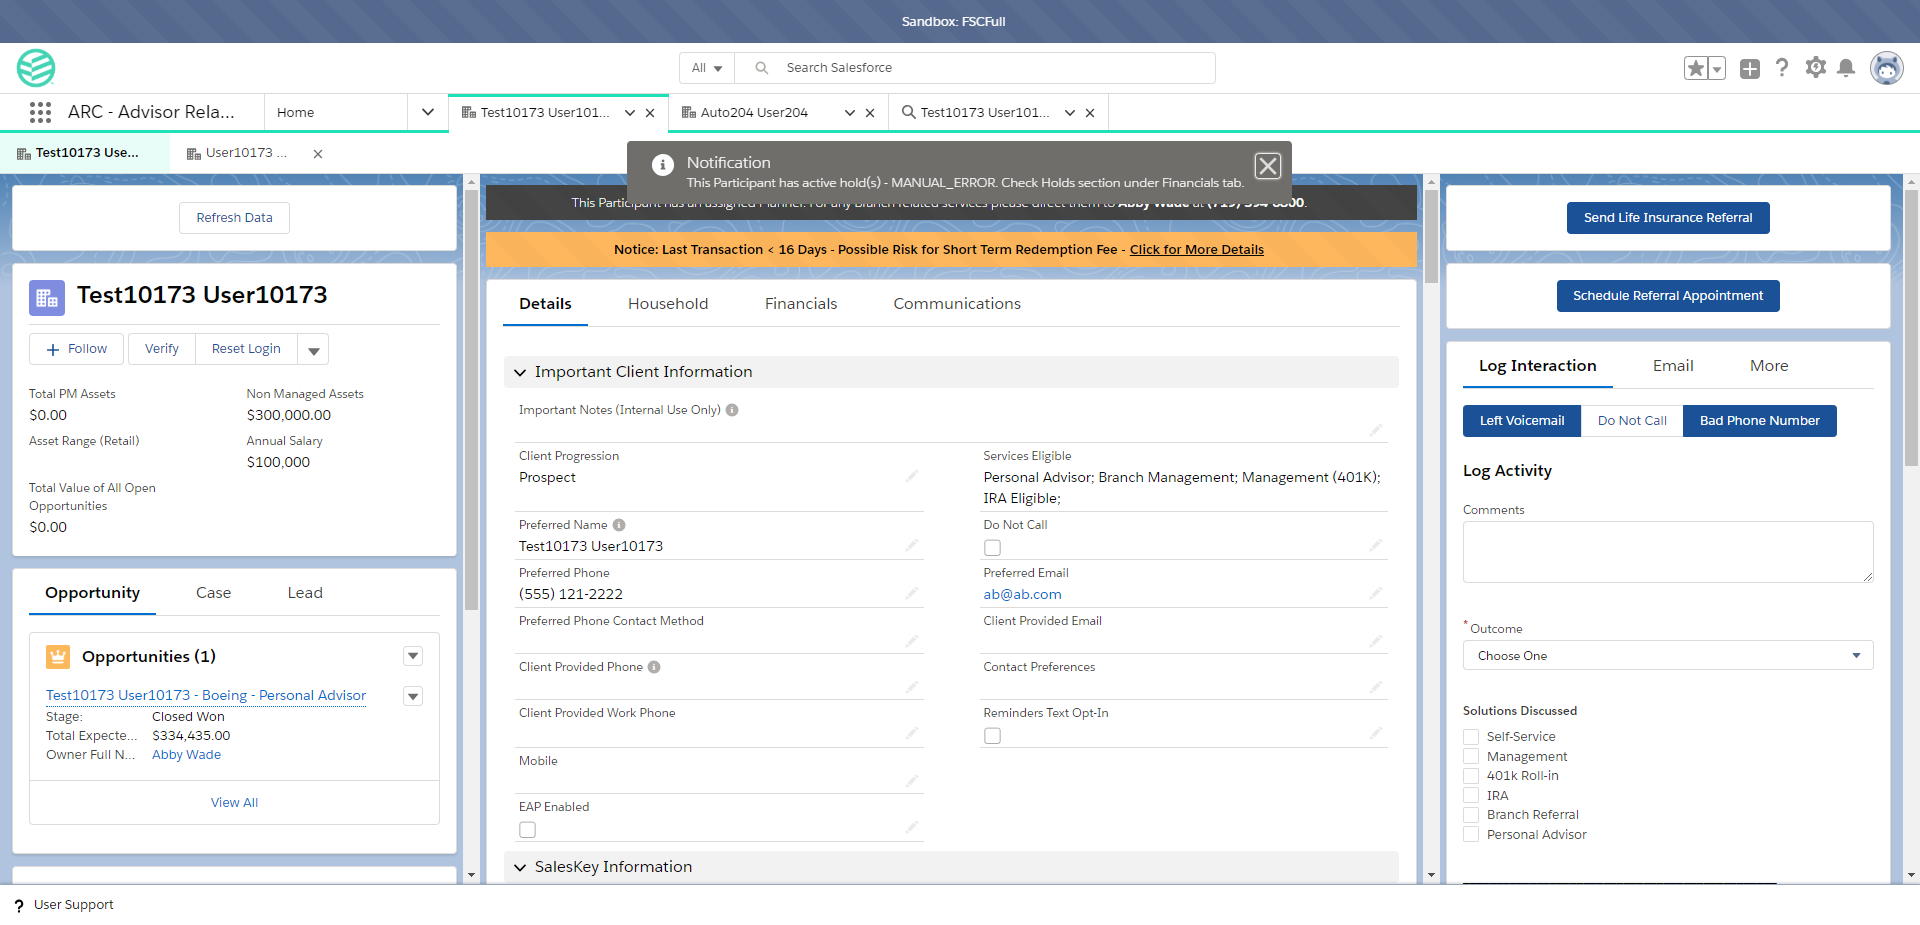 Sandbox: FSCFull
All
Search Salesforce
ARC - Advisor Rela...
Home
Test10173 User101...
Auto204 User204
Test10173 User101...
Test10173 Use...
User10173 ...
Notification
This Participant has active hold(s) - MANUAL_ERROR. Check Holds section under Financials tab.
This Participant has an assigned Planner. For any branch related services please direct them to Abby Wade at (719) 594-8800.
Notice: Last Transaction < 16 Days - Possible Risk for Short Term Redemption Fee - Click for More Details
Refresh Data
Test10173 User10173
Follow
Verify
Reset Login
Total PM Assets
$0.00
Non Managed Assets
$300,000.00
Asset Range (Retail)
Annual Salary
$100,000
Total Value of All Open
Opportunities
$0.00
Opportunity
Case
Lead
Opportunities (1)
Test10173 User10173 - Boeing - Personal Advisor
Stage: Closed Won
Total Expecte... $334,435.00
Owner Full N... Abby Wade
View All
Details
Household
Financials
Communications
Important Client Information
Important Notes (Internal Use Only)
Client Progression
Prospect
Services Eligible
Personal Advisor; Branch Management; Management (401K);
IRA Eligible;
Preferred Name
Test10173 User10173
Do Not Call
Preferred Phone
(555) 121-2222
Preferred Email
ab@ab.com
Preferred Phone Contact Method
Client Provided Email
Client Provided Phone
Contact Preferences
Client Provided Work Phone
Reminders Text Opt-In
Mobile
EAP Enabled
SalesKey Information
Send Life Insurance Referral
Schedule Referral Appointment
Log Interaction
Email
More
Left Voicemail
Do Not Call
Bad Phone Number
Log Activity
Comments
* Outcome
Choose One
Solutions Discussed
Self-Service
Management
401k Roll-in
IRA
Branch Referral
Personal Advisor
? User Support